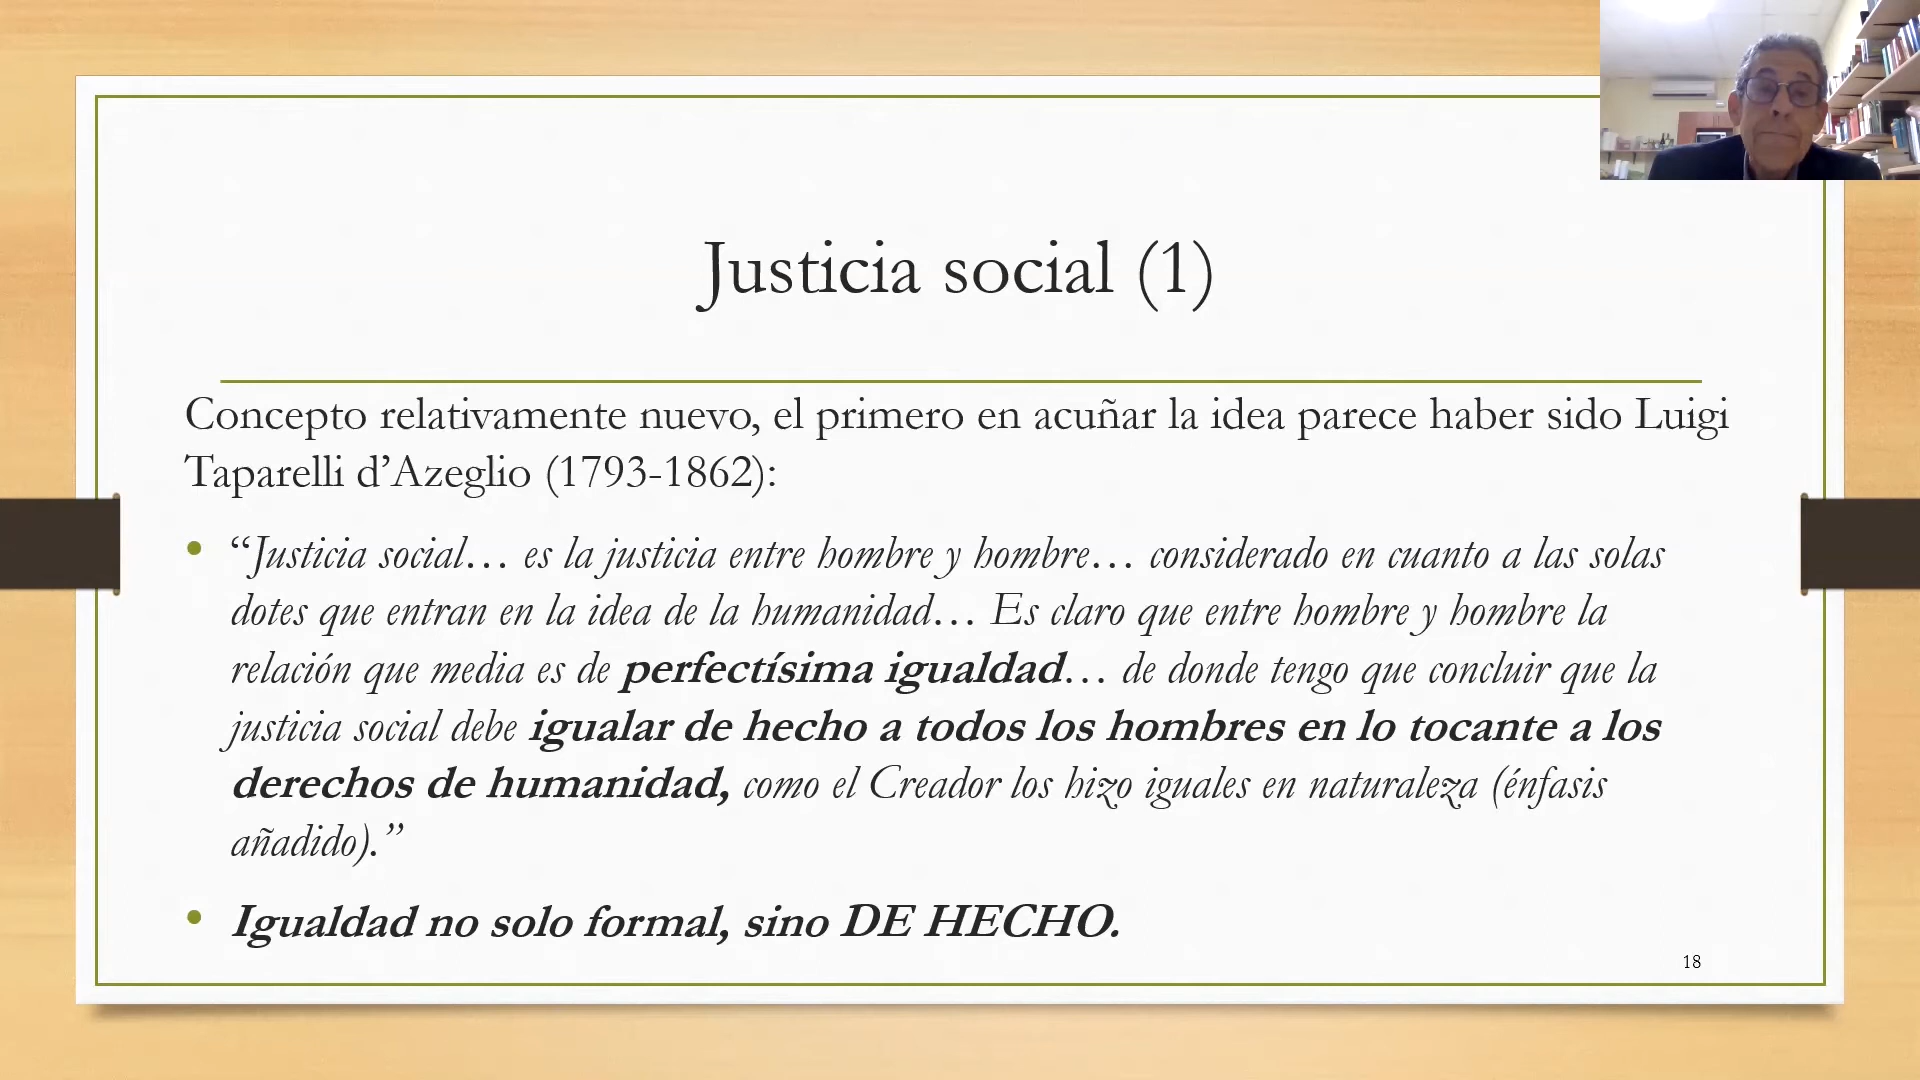 Justicia social (1)
Concepto relativamente nuevo, el primero en acuñar la idea parece haber sido Luigi
Taparelli d’Azeglio (1793-1862):
• “Justicia social… es la justicia entre hombre y hombre… considerado en cuanto a las solas
dotes que entran en la idea de la humanidad… Es claro que entre hombre y hombre la
relación que media es de perfectísima igualdad… de donde tengo que concluir que la
justicia social debe igualar de hecho a todos los hombres en lo tocante a los
derechos de humanidad, como el Creador los hizo iguales en naturaleza (énfasis
añadido).”
• Igualdad no solo formal, sino DE HECHO.
18